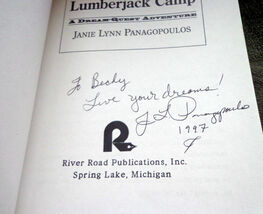 Lumberjack Camp
A DREAM-QUEST ADVENTURE
JANIE LYNN PANAGOPOULOS
To Becky
Live your dreams!
J L Panagopoulos
1997
River Road Publications, Inc.
Spring Lake, Michigan